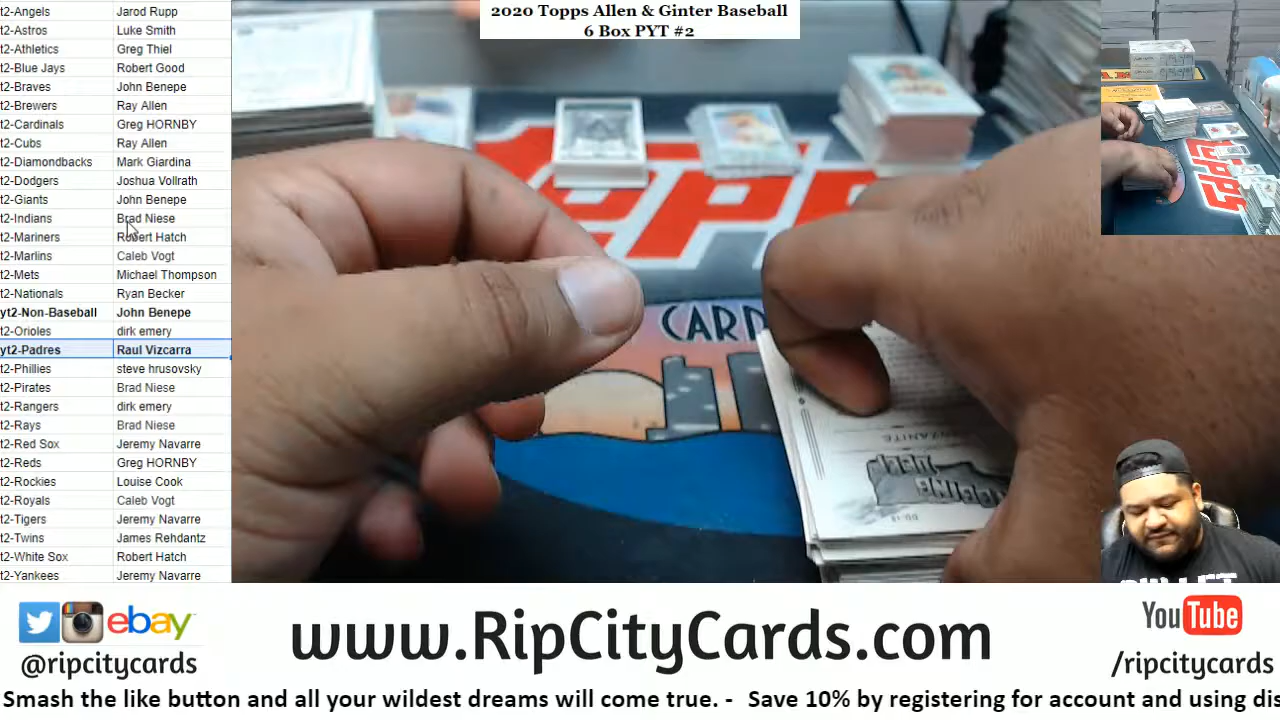 2020 Topps Allen & Ginter Baseball
6 Box PYT #2
t2-Angels Jarod Rupp
t2-Astros Luke Smith
t2-Athletics Greg Thiel
t2-Blue Jays Robert Good
t2-Braves John Benepe
t2-Brewers Ray Allen
t2-Cardinals Greg HORNBY
t2-Cubs Ray Allen
t2-Diamondbacks Mark Giardina
t2-Dodgers Joshua Vollrath
t2-Giants John Benepe
t2-Indians Brad Niese
t2-Mariners Robert Hatch
t2-Marlins Caleb Vogt
t2-Mets Michael Thompson
t2-Nationals Ryan Becker
yt2-Non-Baseball John Benepe
t2-Orioles dirk emery
yt2-Padres Raul Vizcarra
t2-Phillies steve hrusovsky
t2-Pirates Brad Niese
t2-Rangers dirk emery
t2-Rays Brad Niese
t2-Red Sox Jeremy Navarre
t2-Reds Greg HORNBY
t2-Rockies Louise Cook
t2-Royals Caleb Vogt
t2-Tigers Jeremy Navarre
t2-Twins James Rehdantz
t2-White Sox Robert Hatch
t2-Yankees Jeremy Navarre
CARD
DD-18
ebay
@ripcitycards
www.RipCityCards.com
YouTube
/ripcitycards
Smash the like button and all your wildest dreams will come true. - Save 10% by registering for account and using dis